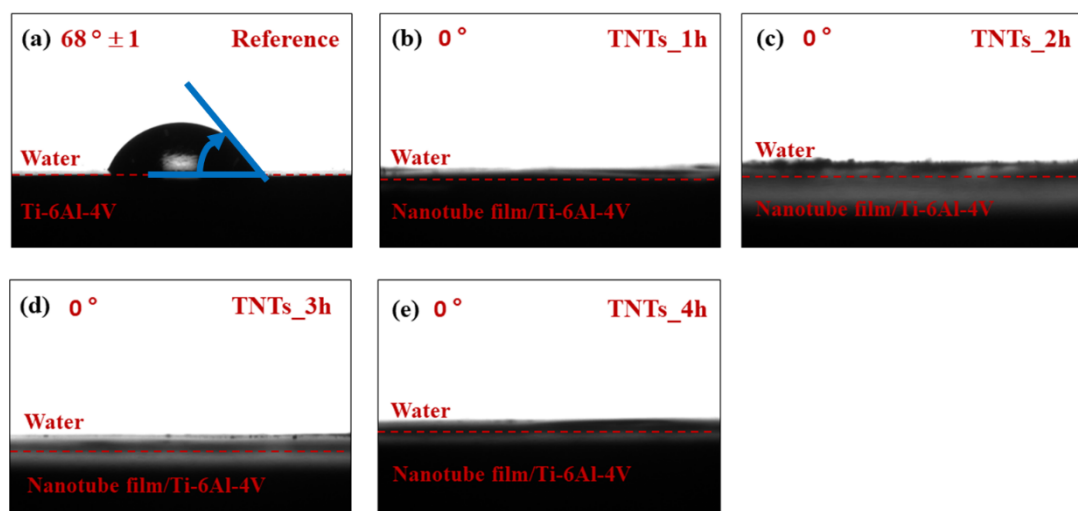 (a) 68° ±1 Reference
Water
Ti-6Al-4V
(b) 0° TNTs_1h
Water
Nanotube film/Ti-6Al-4V
(c) 0° TNTs_2h
Water
Nanotube film/Ti-6Al-4V
(d) 0° TNTs_3h
Water
Nanotube film/Ti-6Al-4V
(e) 0° TNTs_4h
Water
Nanotube film/Ti-6Al-4V